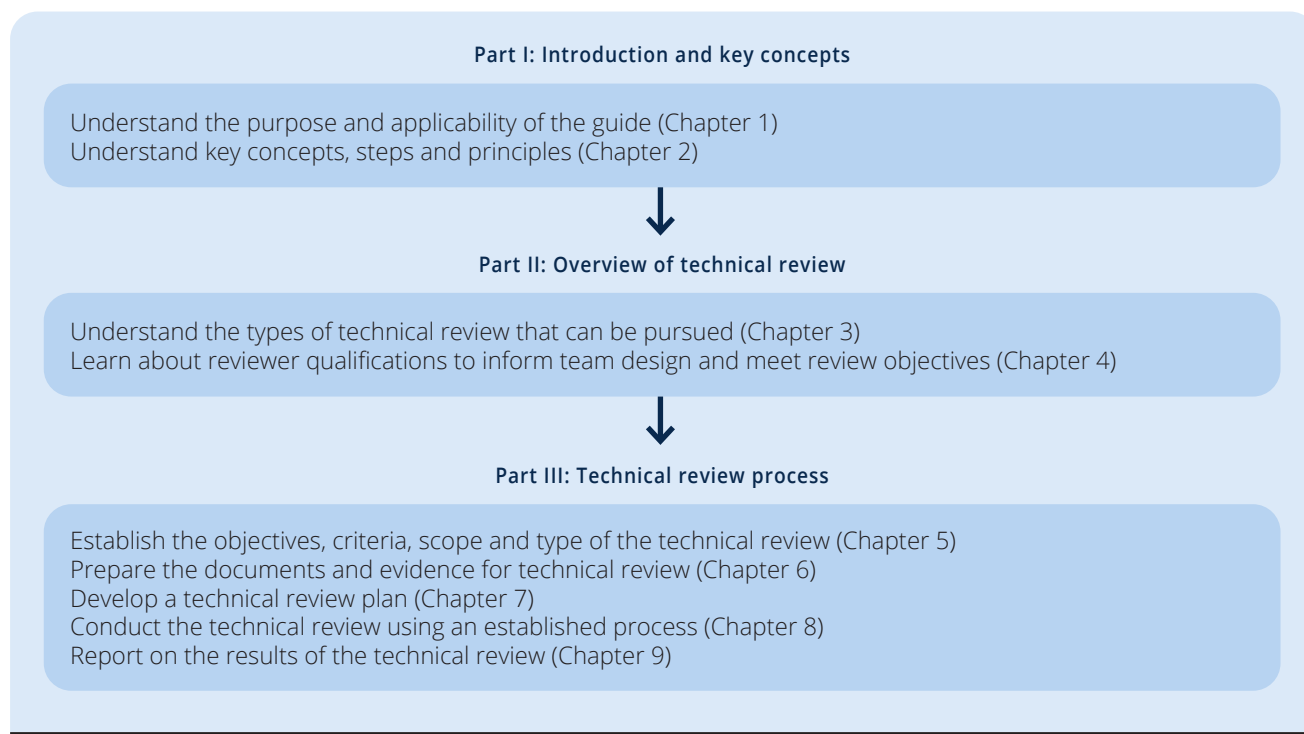 Part I: Introduction and key concepts
Understand the purpose and applicability of the guide (Chapter 1)
Understand key concepts, steps and principles (Chapter 2)
Part II: Overview of technical review
Understand the types of technical review that can be pursued (Chapter 3)
Learn about reviewer qualifications to inform team design and meet review objectives (Chapter 4)
Part III: Technical review process
Establish the objectives, criteria, scope and type of the technical review (Chapter 5)
Prepare the documents and evidence for technical review (Chapter 6)
Develop a technical review plan (Chapter 7)
Conduct the technical review using an established process (Chapter 8)
Report on the results of the technical review (Chapter 9)